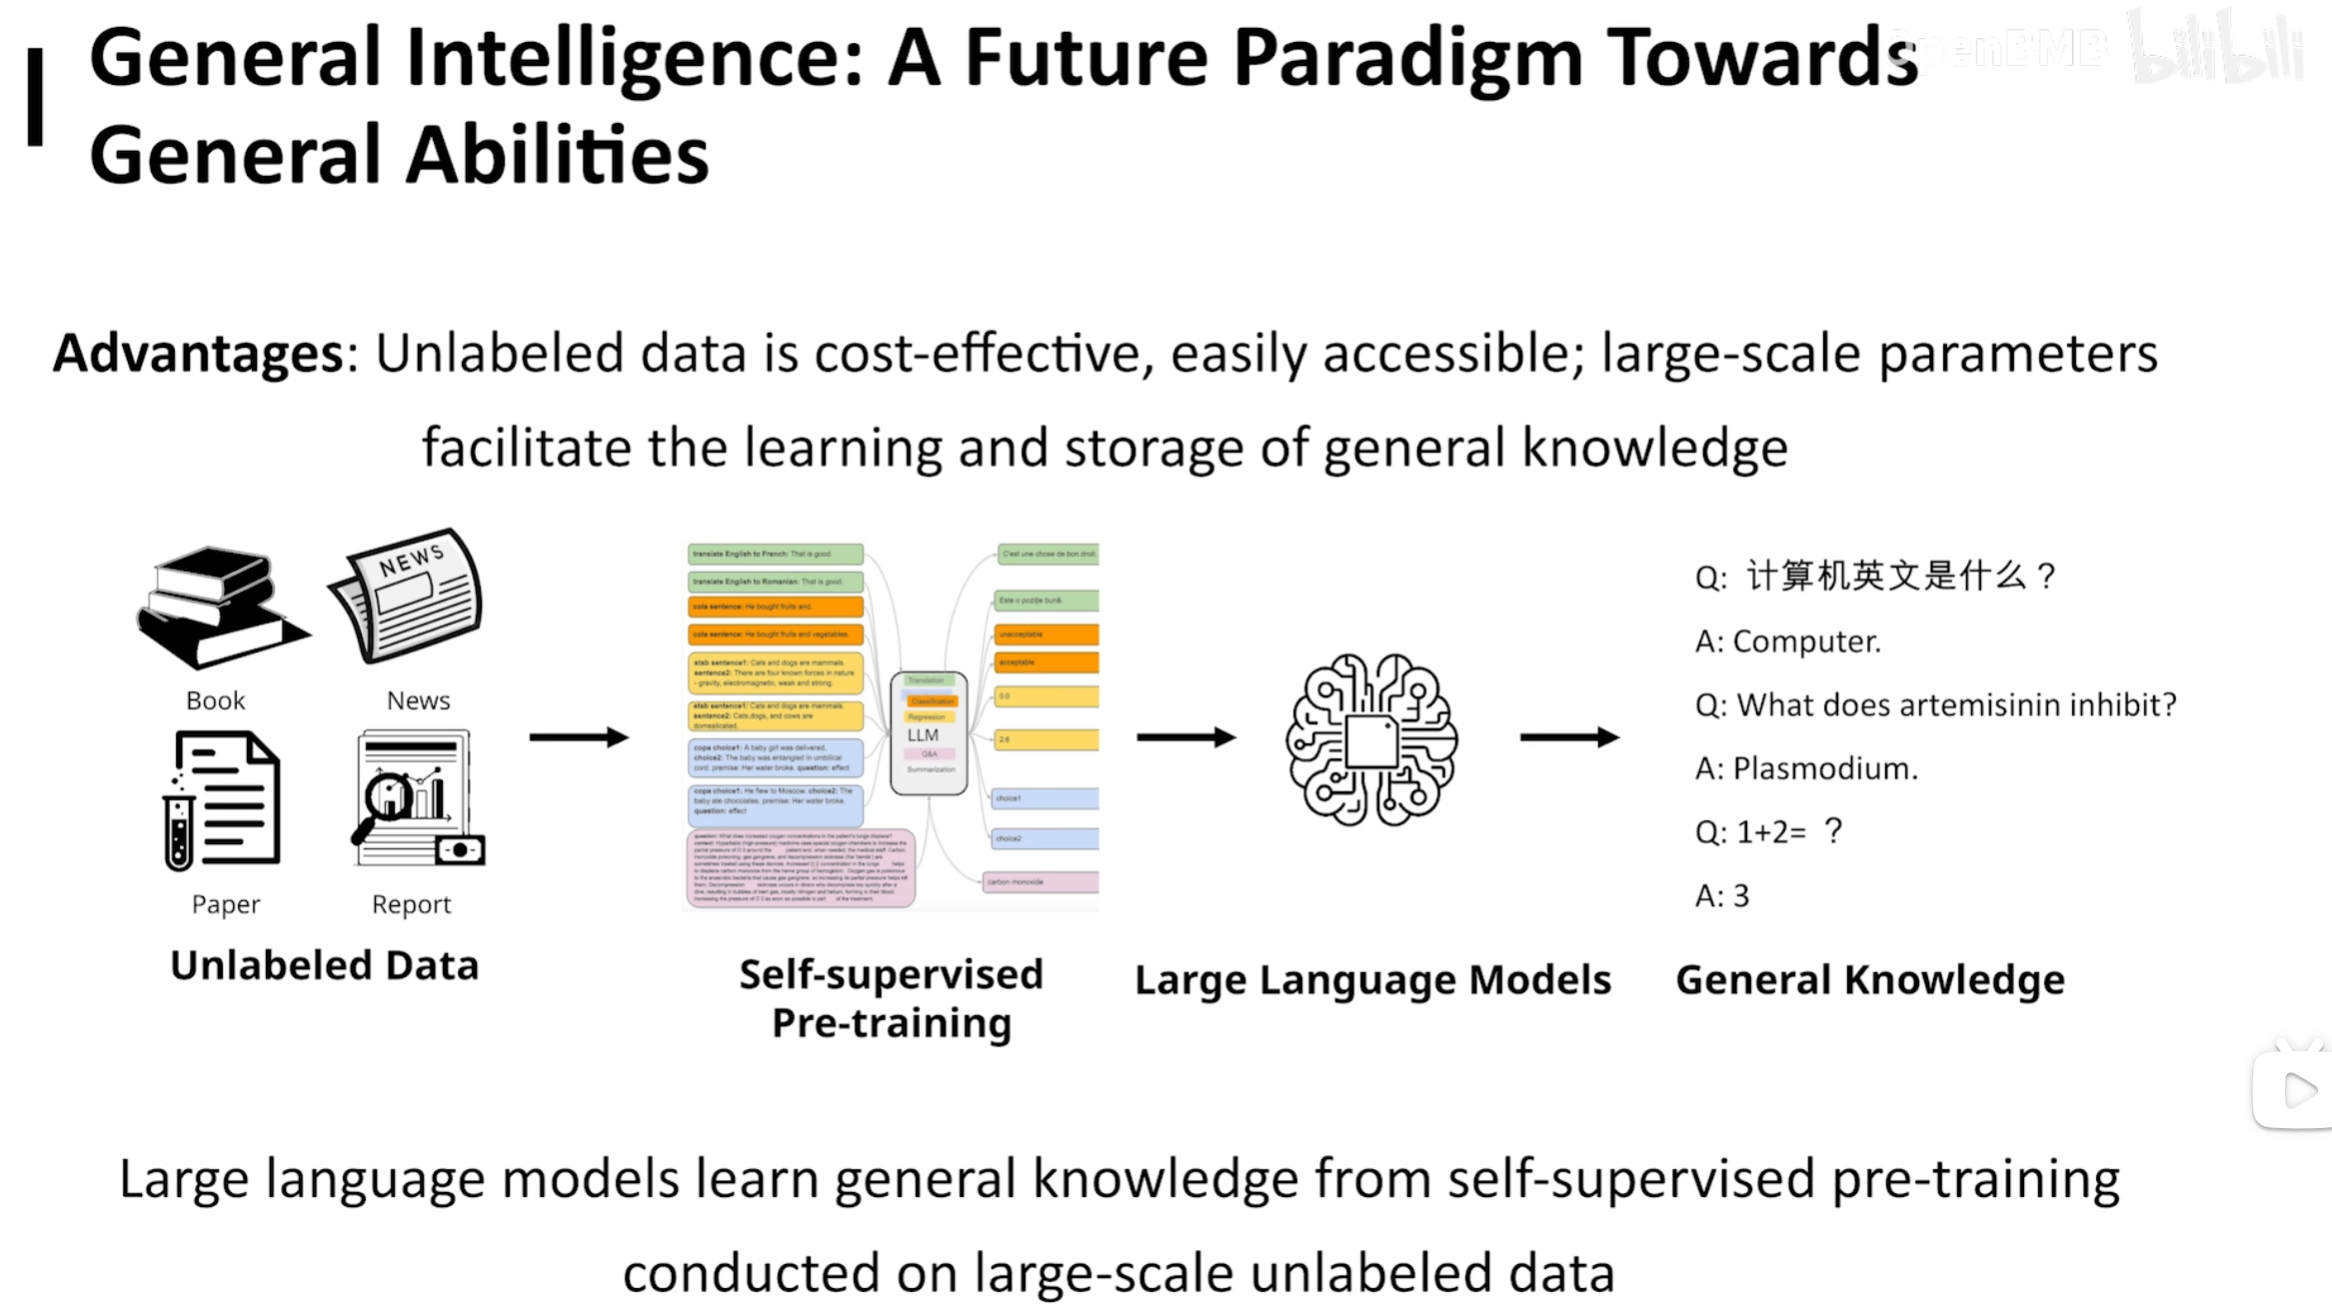 General Intelligence: A Future Paradigm Towards
General Abilities
OpenBMB bilibili
Advantages: Unlabeled data is cost-effective, easily accessible; large-scale parameters
facilitate the learning and storage of general knowledge
NEWS
Book
News
Paper
Report
Unlabeled Data
translate English to French: That is good.
translate English to Romanian: That is good.
cola sentence: He bought fruits and.
cola sentence: He bought fruits and vegetables.
stsb sentence1: Cats and dogs are mammals.
sentence2: There are four known forces in nature
- gravity, electromagnetic, weak and strong.
stsb sentence1: Cats and dogs are mammals.
sentence2: Cats,dogs, and cows are
domesticated.
copa choice1: A baby girl was delivered.
choice2: The baby was entangled in umbilical
cord. premise: Her water broke. question: effect
copa choice1: He flew to Moscow. choice2: The
baby ate chocolates. premise: Her water broke.
question: effect
Translation
Classification
Regression
LLM
Q&A
Summarization
C'est une chose de bon droit.
Este o poziție bună.
unacceptable
acceptable
0.0
2.6
choice1
choice2
carbon monoxide
Self-supervised
Pre-training
Large Language Models
Q: 计算机英文是什么？
A: Computer.
Q: What does artemisinin inhibit?
A: Plasmodium.
Q: 1+2= ？
A: 3
General Knowledge
Large language models learn general knowledge from self-supervised pre-training
conducted on large-scale unlabeled data